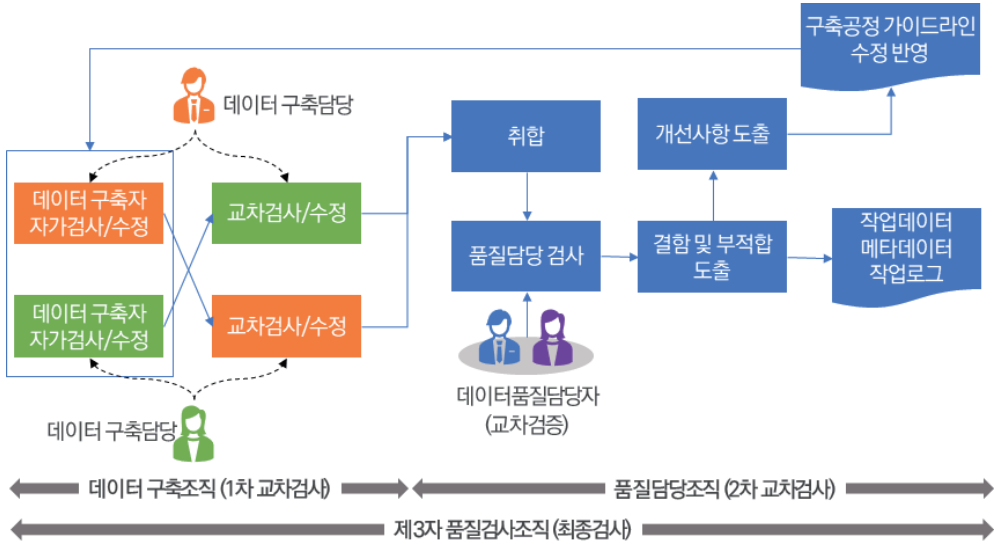 구축공정 가이드라인
수정 반영
데이터 구축담당
취합
개선사항 도출
데이터 구축자
자가검사/수정
교차검사/수정
품질담당 검사
결함 및 부적합
도출
작업데이터
메타데이터
작업로그
데이터 구축자
자가검사/수정
교차검사/수정
데이터품질담당자
(교차검증)
데이터 구축담당
데이터 구축조직 (1차 교차검사)
품질담당조직 (2차 교차검사)
제3자 품질검사조직 (최종검사)